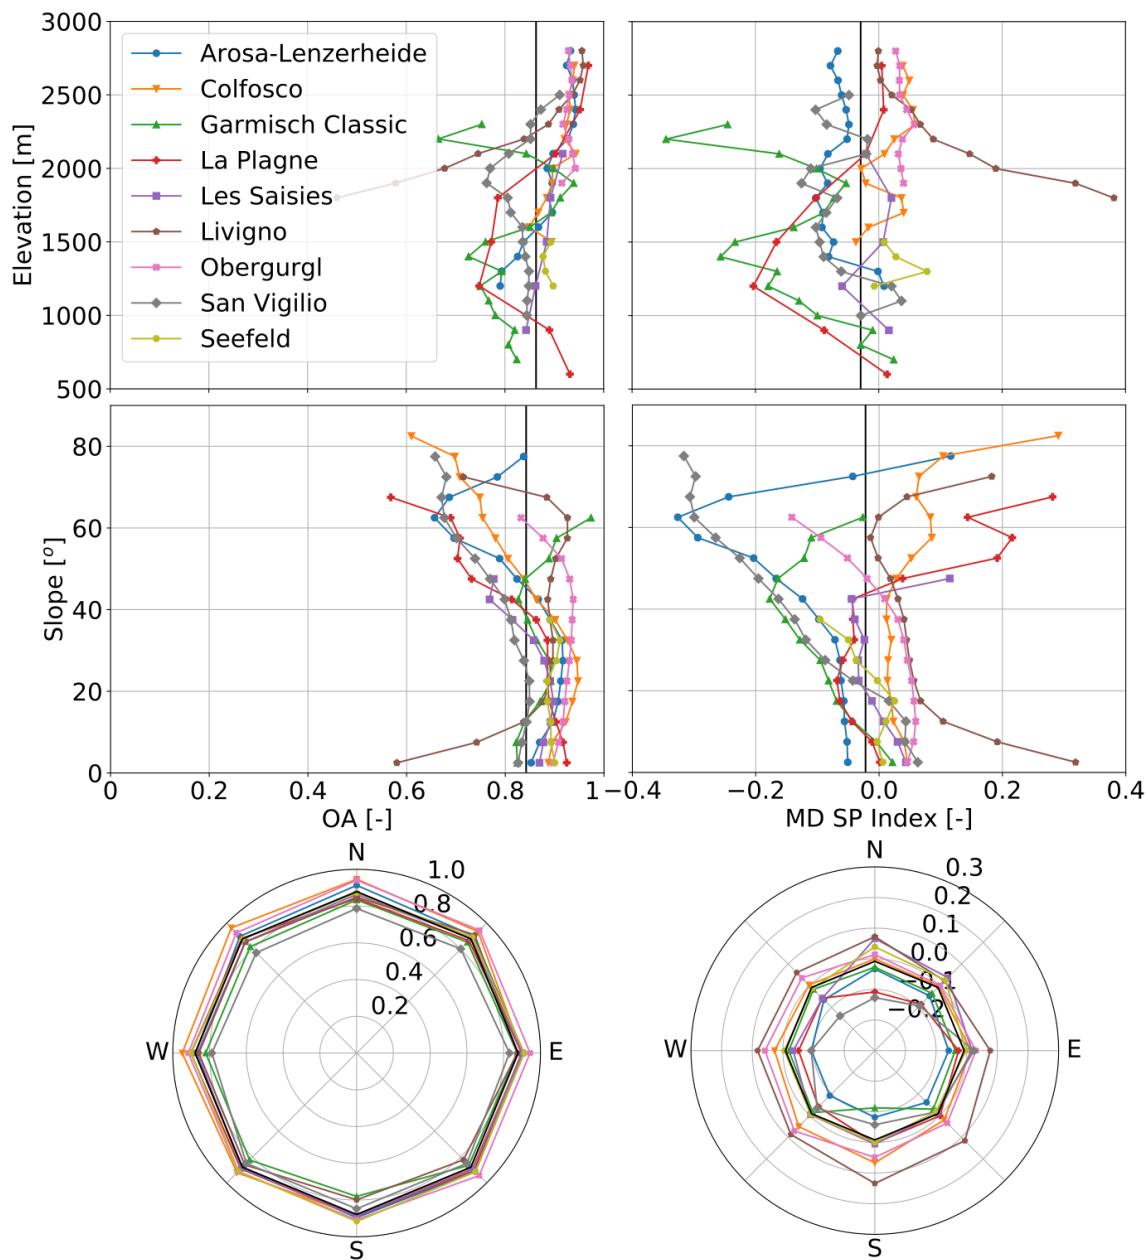 3000
2500
2000
1500
1000
500
Elevation [m]
Arosa-Lenzerheide
Colfosco
Garmisch Classic
La Plagne
Les Saisies
Livigno
Obergurgl
San Vigilio
Seefeld
80
60
40
20
0
Slope [o]
0 0.2 0.4 0.6 0.8 1
OA [-]
−0.4 −0.2 0.0 0.2 0.4
MD SP Index [-]
N
1.0
0.8
0.6
0.4
0.2
W
E
S
N
0.3
0.2
0.1
0.0
−0.1
−0.2
W
E
S